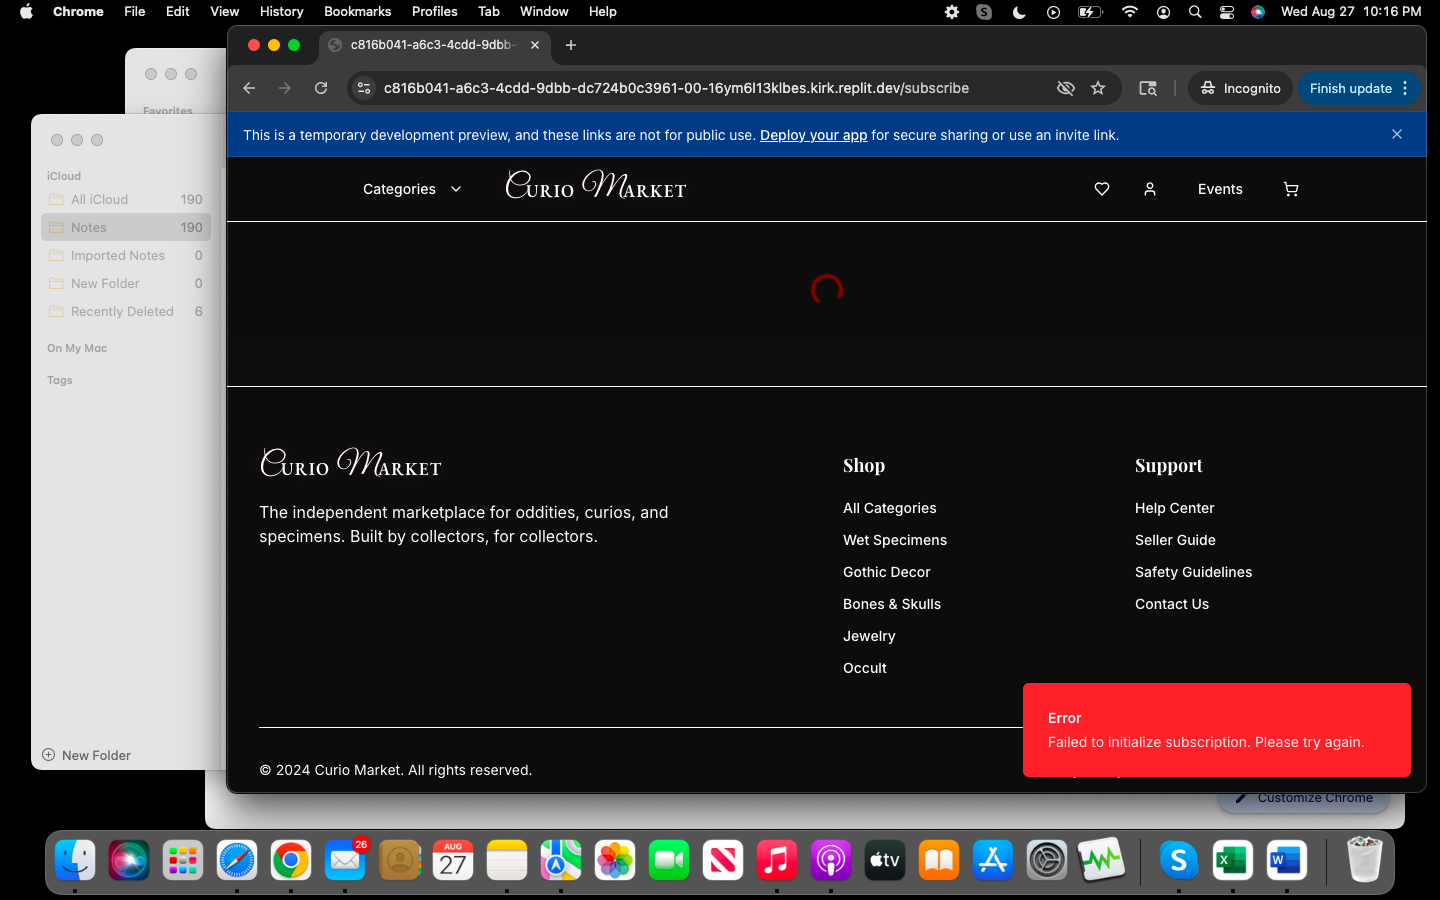 Chrome File Edit View History Bookmarks Profiles Tab Window Help Wed Aug 27 10:16 PM
c816b041-a6c3-4cdd-9dbb-
c816b041-a6c3-4cdd-9dbb-dc724b0c3961-00-16ym6l13klbes.kirk.replit.dev/subscribe Incognito Finish update
This is a temporary development preview, and these links are not for public use. Deploy your app for secure sharing or use an invite link.
Categories Curio Market Events
Favorites
iCloud
All iCloud 190
Notes 190
Imported Notes 0
New Folder 0
Recently Deleted 6
On My Mac
Tags
New Folder
Curio Market
The independent marketplace for oddities, curios, and
specimens. Built by collectors, for collectors.
Shop
All Categories
Wet Specimens
Gothic Decor
Bones & Skulls
Jewelry
Occult
Support
Help Center
Seller Guide
Safety Guidelines
Contact Us
Error
Failed to initialize subscription. Please try again.
© 2024 Curio Market. All rights reserved.
Customize Chrome
26
AUG
27
tv
S
X
W